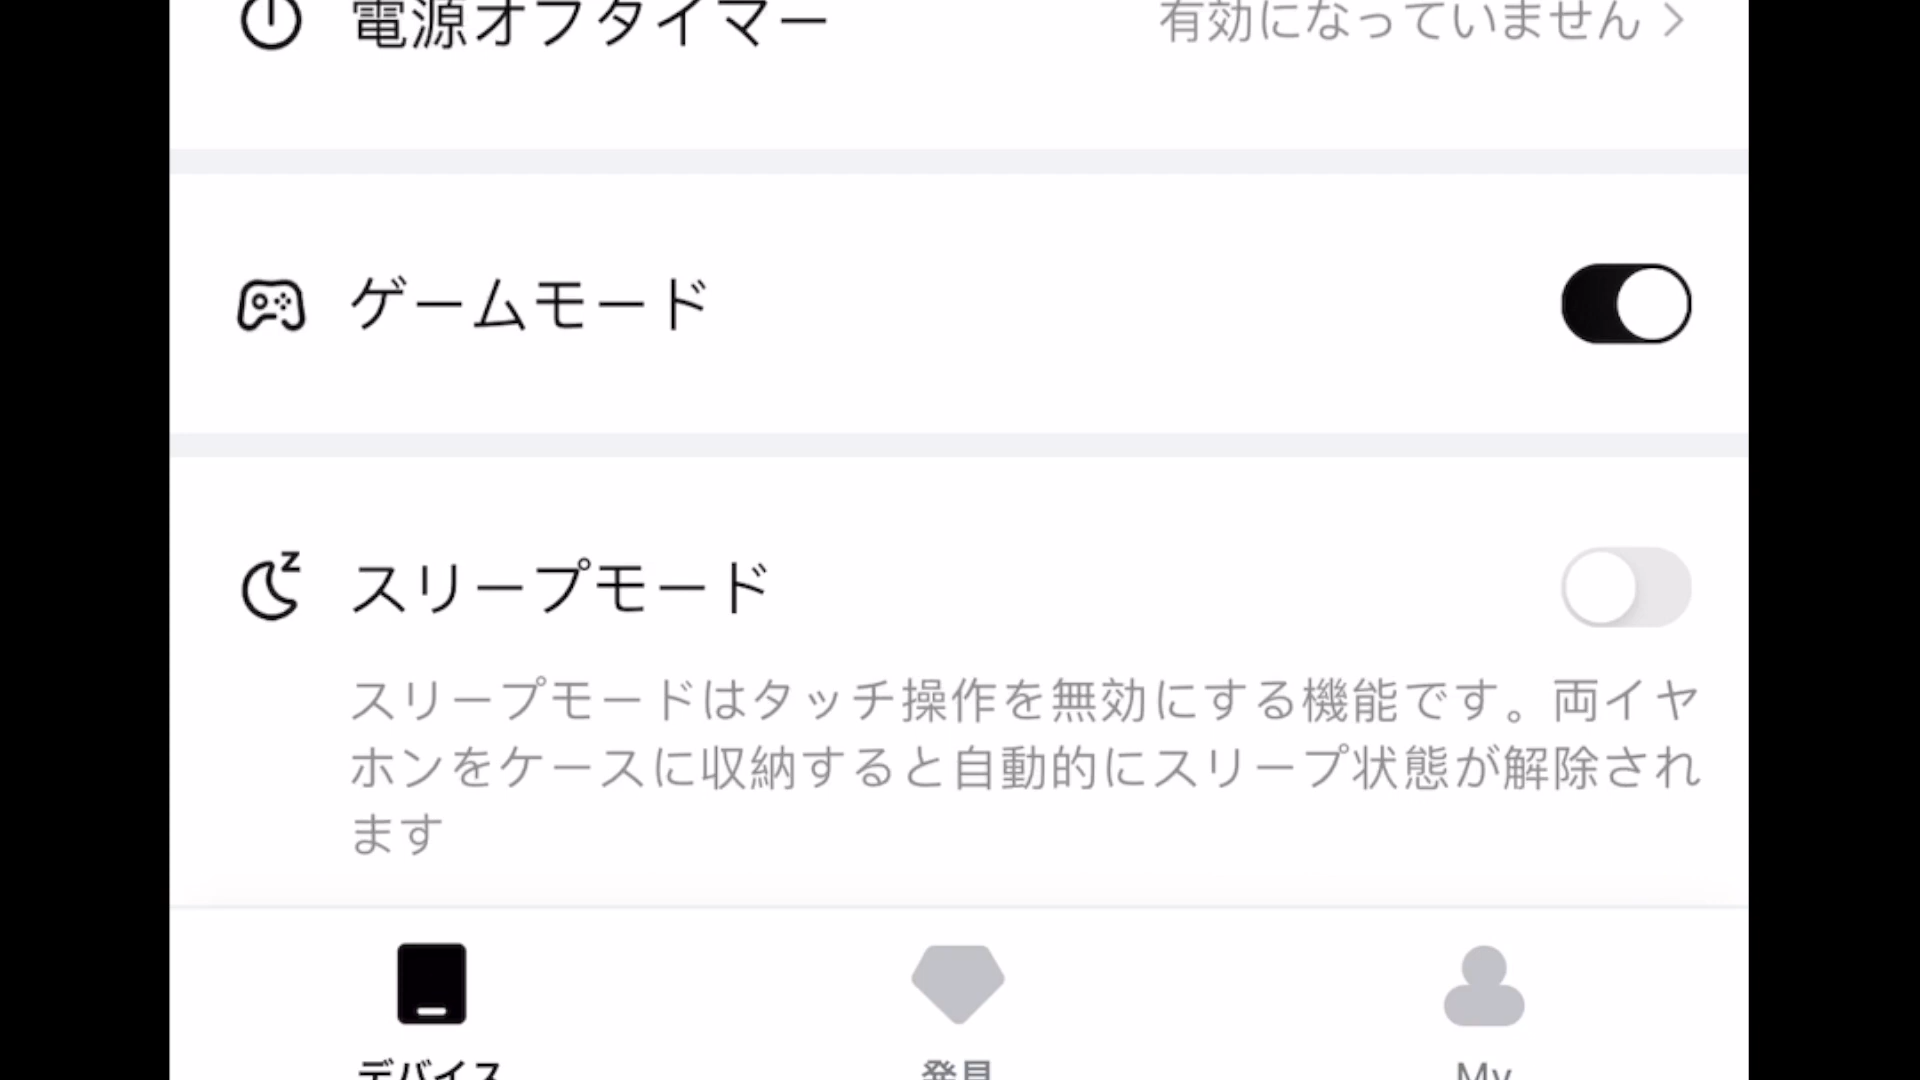 電源オフタイマー 有効になっていません
ゲームモード
スリープモード
スリープモードはタッチ操作を無効にする機能です。両イヤ
ホンをケースに収納すると自動的にスリープ状態が解除され
ます
デバイス 発見 My